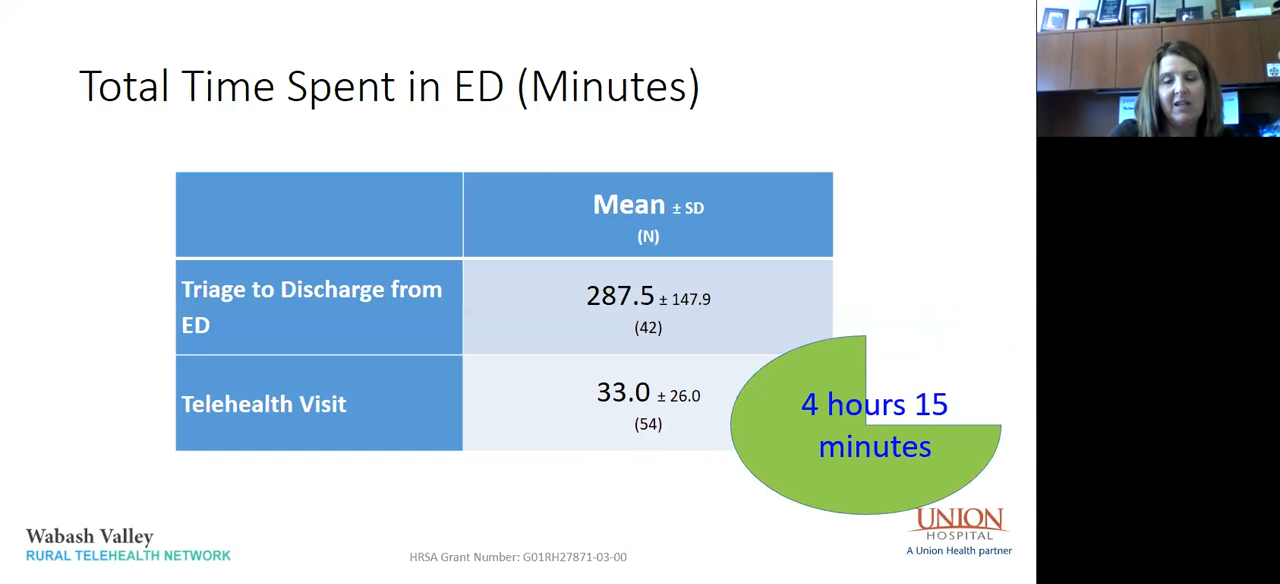 Total Time Spent in ED (Minutes)
Mean ± SD
(N)
Triage to Discharge from
ED
287.5 ± 147.9
(42)
Telehealth Visit
33.0 ± 26.0
(54)
4 hours 15
minutes
Wabash Valley
RURAL TELEHEALTH NETWORK
HRSA Grant Number: G01RH27871-03-00
UNION
HOSPITAL
A Union Health partner